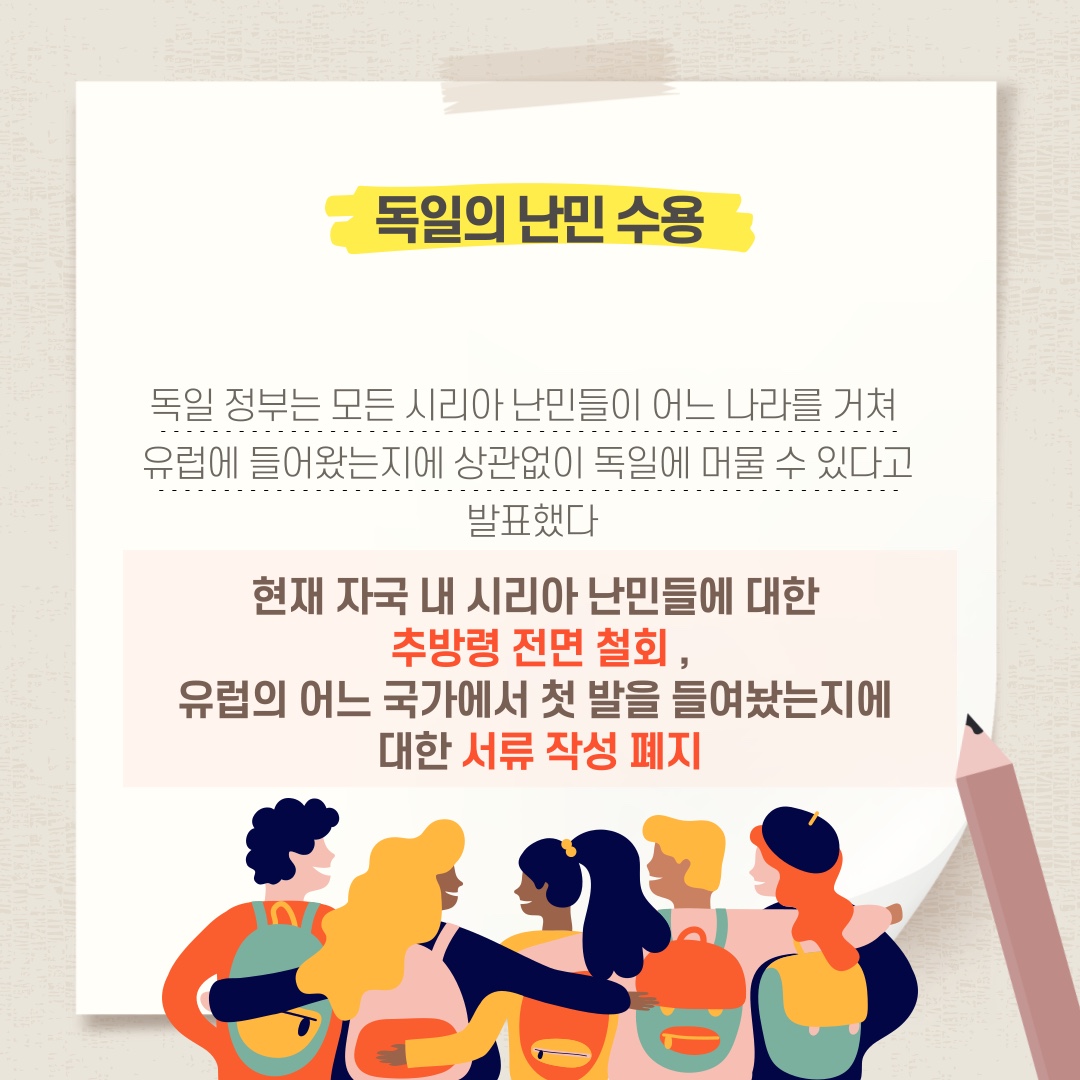 독일의 난민 수용
독일 정부는 모든 시리아 난민들이 어느 나라를 거쳐
유럽에 들어왔는지에 상관없이 독일에 머물 수 있다고
발표했다
현재 자국 내 시리아 난민들에 대한
추방령 전면 철회 ,
유럽의 어느 국가에서 첫 발을 들여놨는지에
대한 서류 작성 폐지